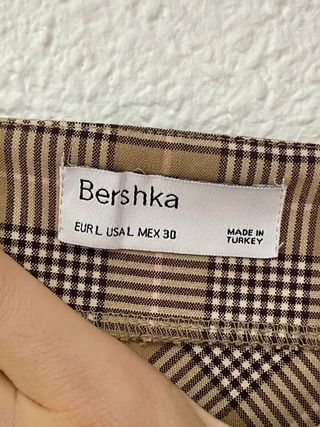 Bershka
EUR L USA L MEX 30
MADE IN
TURKEY